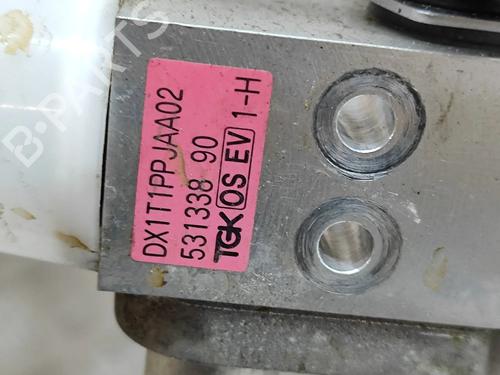 DX1T1PPJAA02
531338 90
TGK OS EV 1-H
B-PARTS